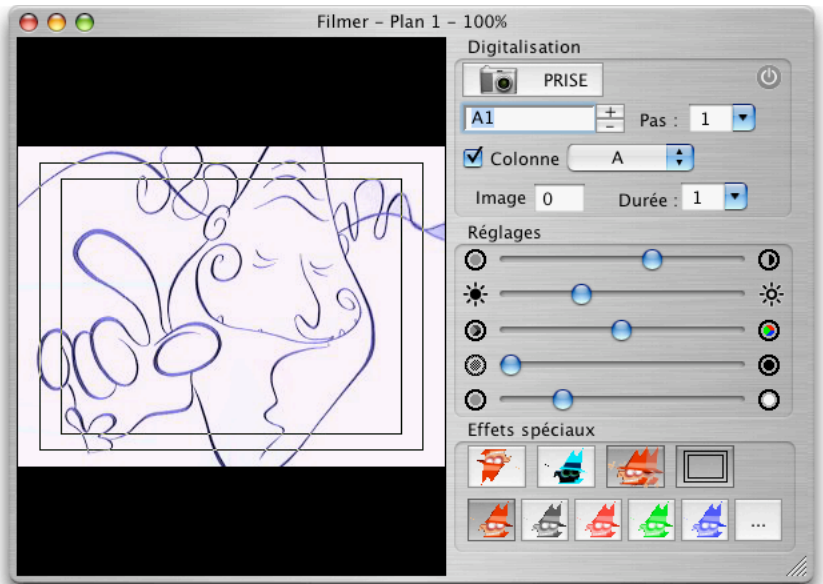 Filmer – Plan 1 – 100%
Digitalisation
PRISE
A1
+
–
Pas : 1
Colonne A
Image 0 Durée : 1
Réglages
Effets spéciaux
...